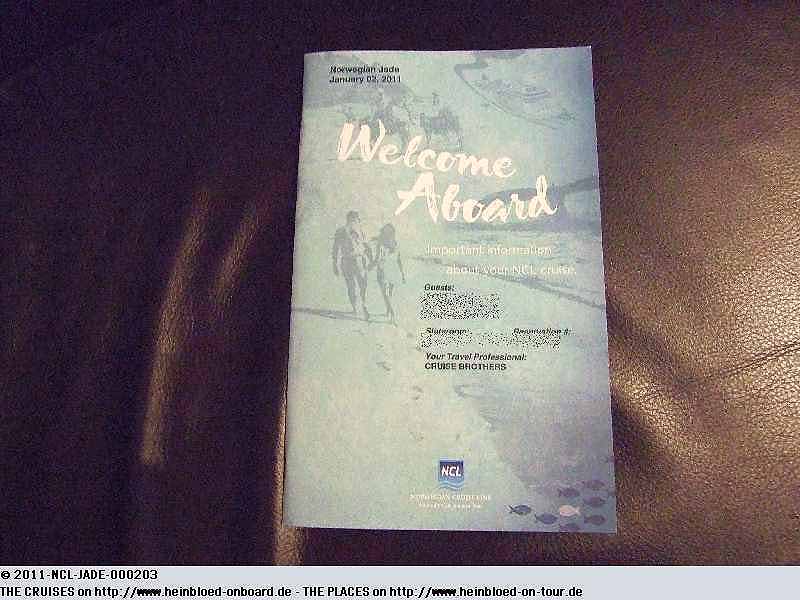 Norwegian Jade
January 02, 2011
Welcome
Aboard
Important information
about your NCL cruise.
Guests:
Stateroom: Reservation #:
Your Travel Professional:
CRUISE BROTHERS
NCL
NORWEGIAN CRUISE LINE
© 2011-NCL-JADE-000203
THE CRUISES on http://www.heinbloed-onboard.de - THE PLACES on http://www.heinbloed-on-tour.de